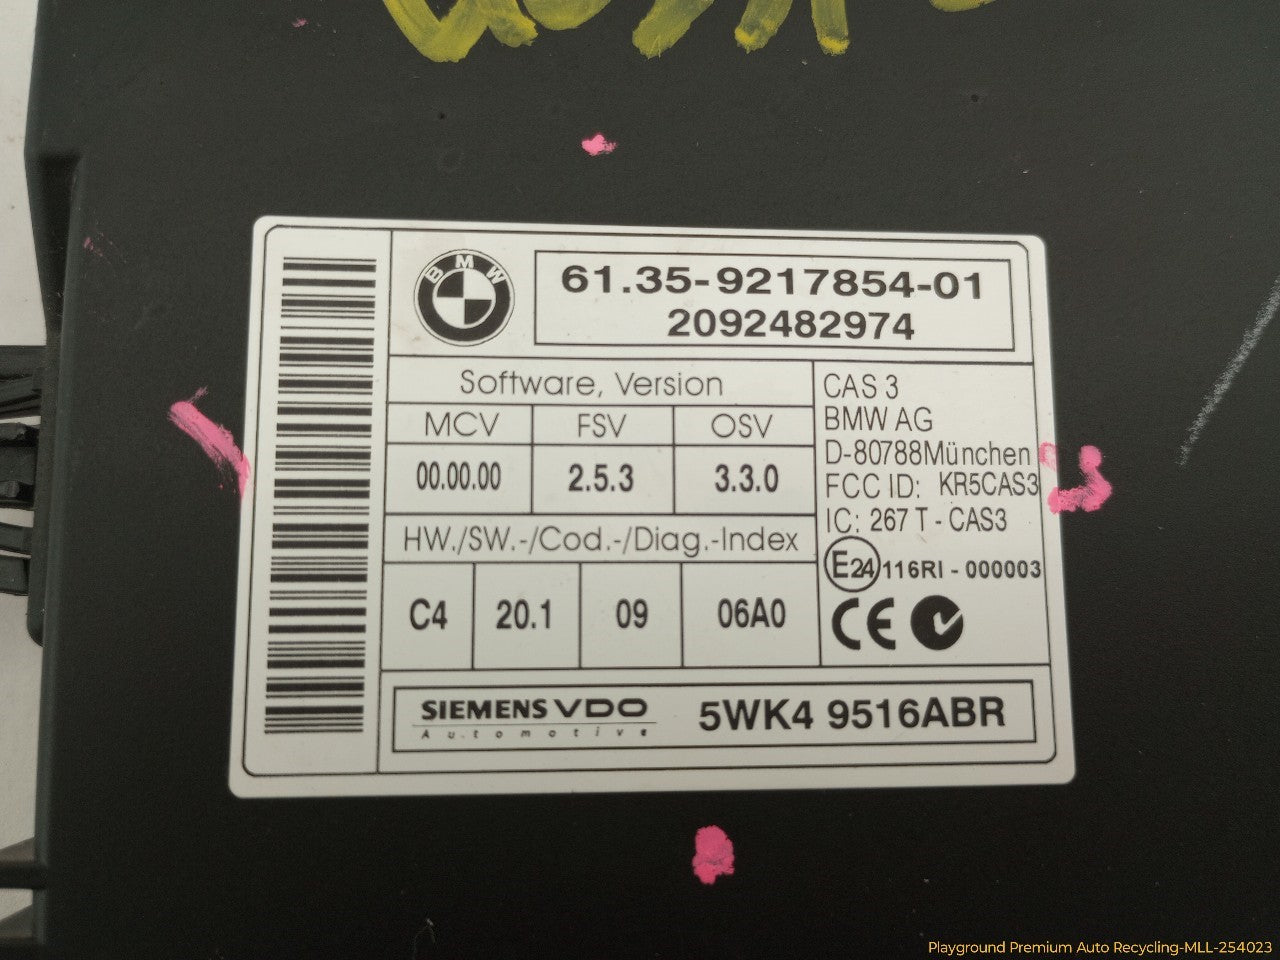 BMW
61.35-9217854-01
2092482974
Software, Version
MCV FSV OSV
00.00.00 2.5.3 3.3.0
HW./SW.-/Cod.-/Diag.-Index
C4 20.1 09 06A0
CAS 3
BMW AG
D-80788München
FCC ID: KR5CAS3
IC: 267 T - CAS3
E24 116RI - 000003
CE
SIEMENS VDO
Automotive
5WK4 9516ABR
Playground Premium Auto Recycling-MLL-254023